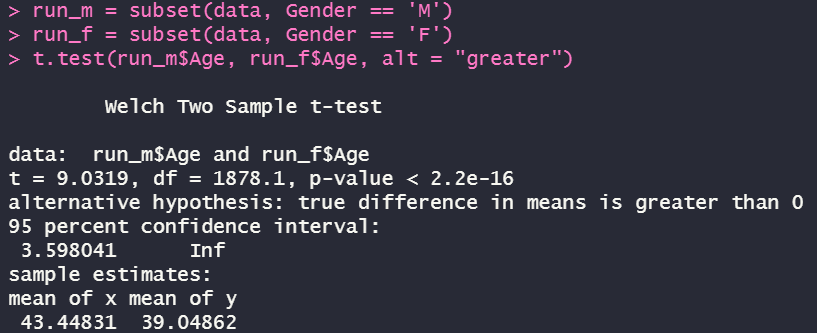 > run_m = subset(data, Gender == 'M')
> run_f = subset(data, Gender == 'F')
> t.test(run_m$Age, run_f$Age, alt = "greater")
Welch Two Sample t-test
data:  run_m$Age and run_f$Age
t = 9.0319, df = 1878.1, p-value < 2.2e-16
alternative hypothesis: true difference in means is greater than 0
95 percent confidence interval:
 3.598041      Inf
sample estimates:
mean of x mean of y
 43.44831  39.04862